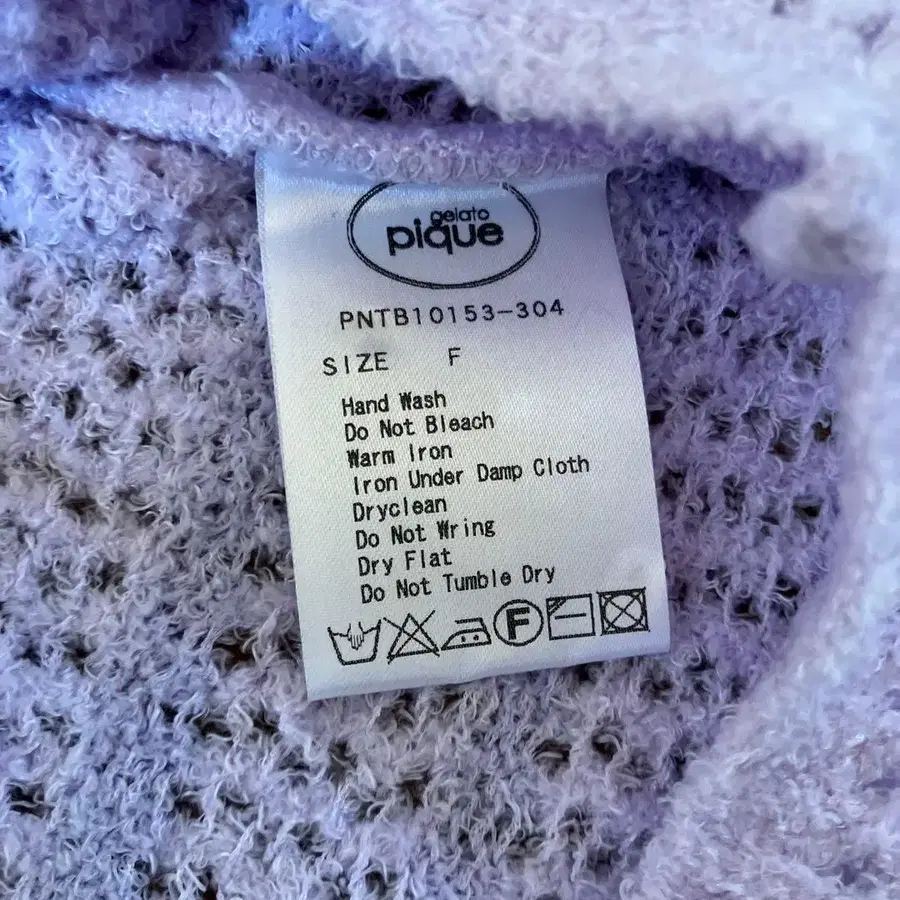 gelato
pique
PNTB10153-304
SIZE F
Hand Wash
Do Not Bleach
Warm Iron
Iron Under Damp Cloth
Dryclean
Do Not Wring
Dry Flat
Do Not Tumble Dry
F